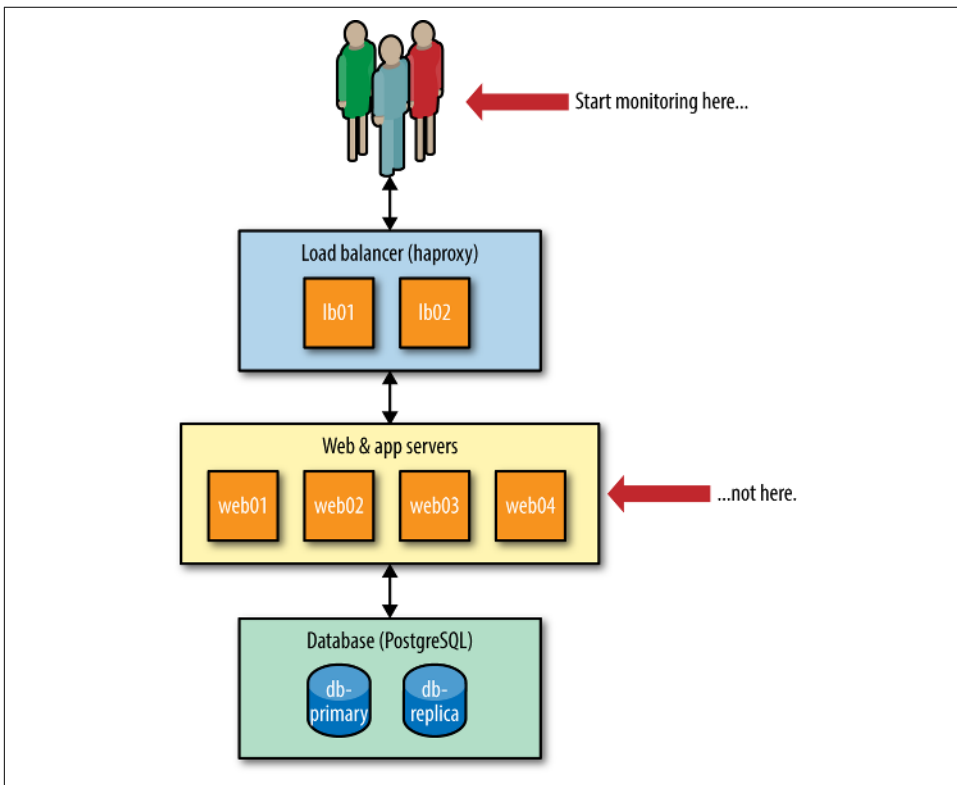 Start monitoring here...
Load balancer (haproxy)
lb01
lb02
Web & app servers
web01
web02
web03
web04
...not here.
Database (PostgreSQL)
db-
primary
db-
replica